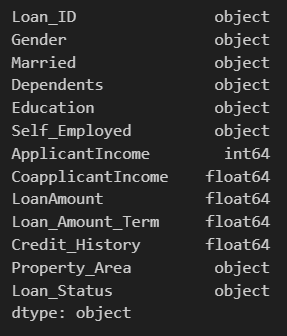 Loan_ID object
Gender object
Married object
Dependents object
Education object
Self_Employed object
ApplicantIncome int64
CoapplicantIncome float64
LoanAmount float64
Loan_Amount_Term float64
Credit_History float64
Property_Area object
Loan_Status object
dtype: object